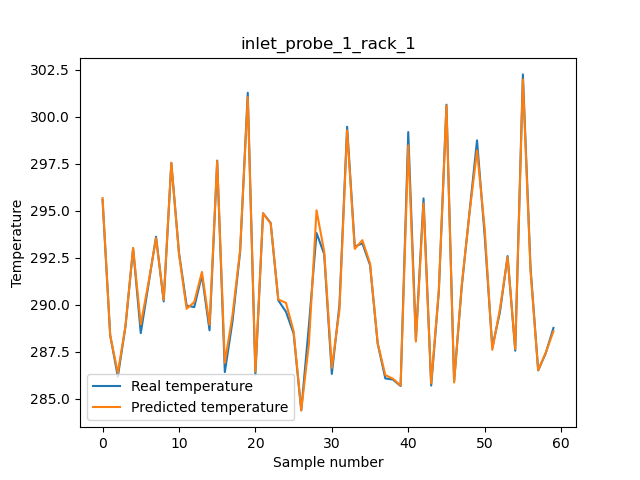 inlet_probe_1_rack_1
302.5
300.0
297.5
295.0
292.5
290.0
287.5
285.0
Temperature
Real temperature
Predicted temperature
0 10 20 30 40 50 60
Sample number